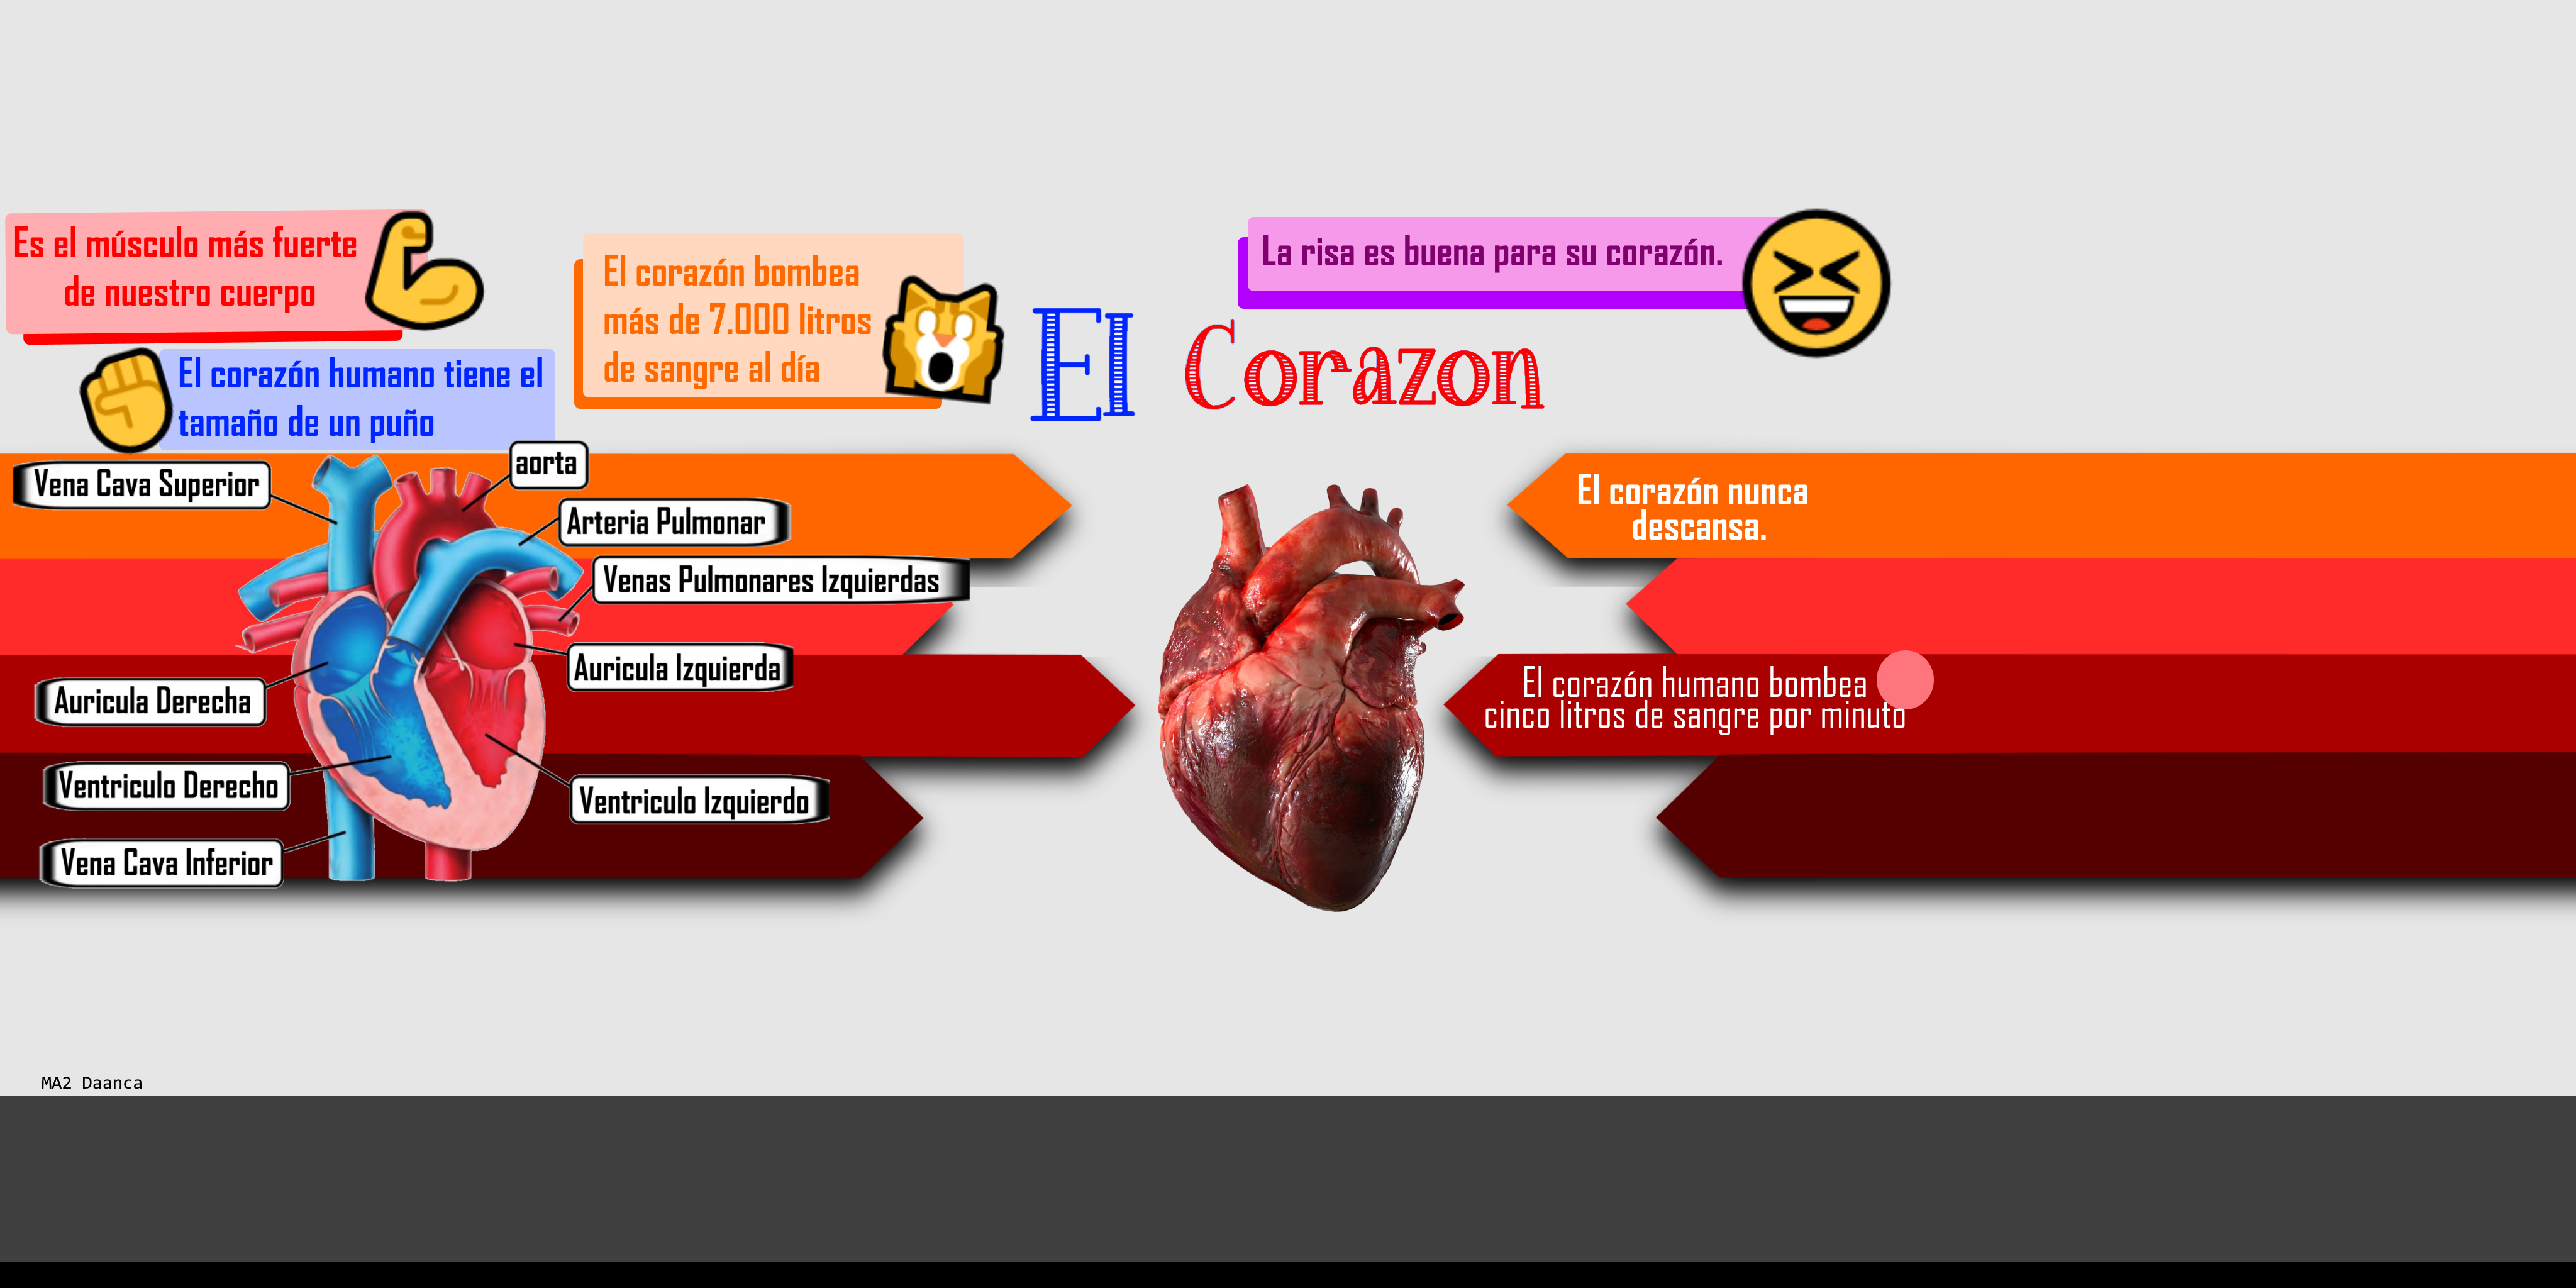 Es el músculo más fuerte
de nuestro cuerpo
El corazón humano tiene el
tamaño de un puño
El corazón bombea
más de 7.000 litros
de sangre al día
El Corazon
La risa es buena para su corazón.
Vena Cava Superior
aorta
Arteria Pulmonar
Venas Pulmonares Izquierdas
Auricula Izquierda
Auricula Derecha
Ventriculo Derecho
Ventriculo Izquierdo
Vena Cava Inferior
El corazón nunca
descansa.
El corazón humano bombea
cinco litros de sangre por minuto
MA2 Daanca